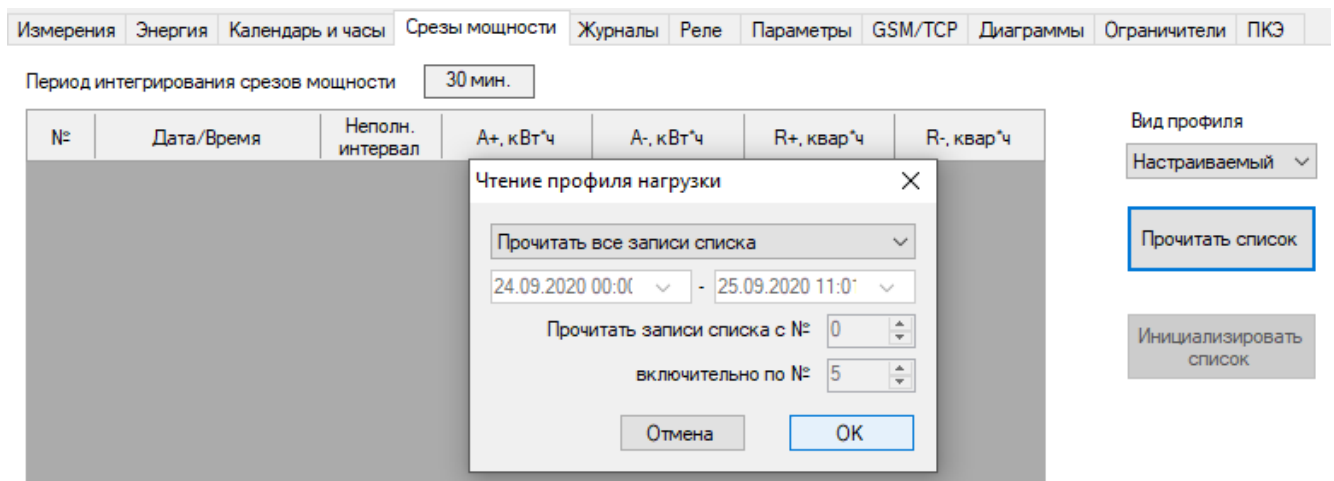 Измерения Энергия Календарь и часы Срезы мощности Журналы Реле Параметры GSM/TCP Диаграммы Ограничители ПКЭ
Период интегрирования срезов мощности 30 мин.
№ Дата/Время Неполн. интервал А+, кВт*ч А-, кВт*ч R+, квар*ч R-, квар*ч
Вид профиля
Настраиваемый
Прочитать список
Инициализировать
список
Чтение профиля нагрузки
Прочитать все записи списка
24.09.2020 00:00 - 25.09.2020 11:01
Прочитать записи списка с № 0
включительно по № 5
Отмена OK